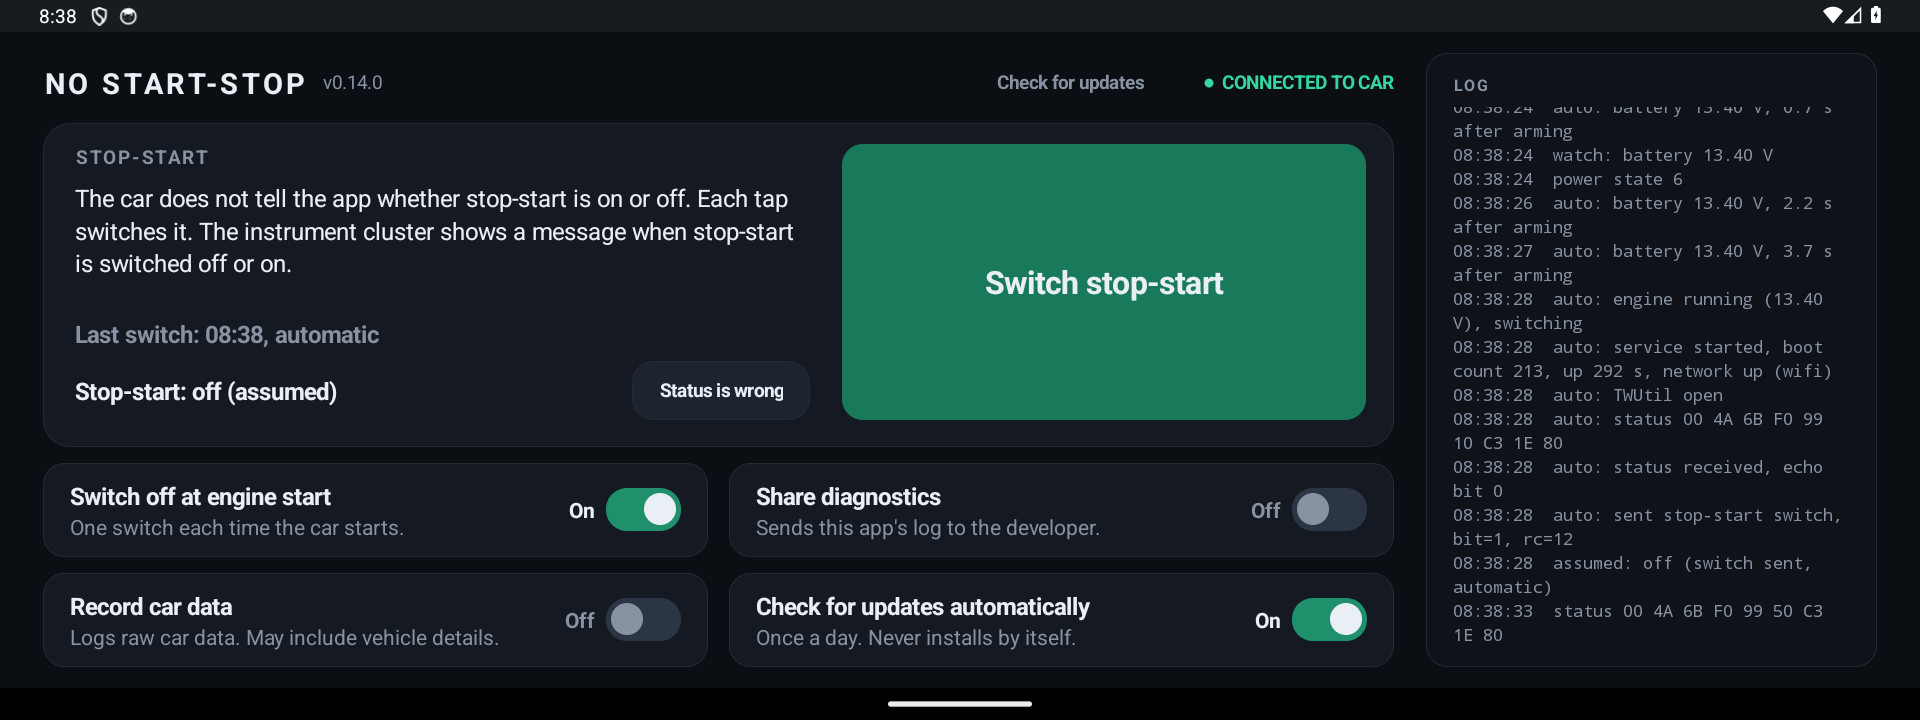 8:38
NO START-STOP v0.14.0
Check for updates
CONNECTED TO CAR
STOP-START
The car does not tell the app whether stop-start is on or off. Each tap
switches it. The instrument cluster shows a message when stop-start
is switched off or on.
Last switch: 08:38, automatic
Stop-start: off (assumed)
Status is wrong
Switch stop-start
Switch off at engine start
One switch each time the car starts.
On
Share diagnostics
Sends this app's log to the developer.
Off
Record car data
Logs raw car data. May include vehicle details.
Off
Check for updates automatically
Once a day. Never installs by itself.
On
LOG
08:38:24 auto: battery 13.40 V, 0.7 s
after arming
08:38:24 watch: battery 13.40 V
08:38:24 power state 6
08:38:26 auto: battery 13.40 V, 2.2 s
after arming
08:38:27 auto: battery 13.40 V, 3.7 s
after arming
08:38:28 auto: engine running (13.40
V), switching
08:38:28 auto: service started, boot
count 213, up 292 s, network up (wifi)
08:38:28 auto: TWUtil open
08:38:28 auto: status 00 4A 6B F0 99
10 C3 1E 80
08:38:28 auto: status received, echo
bit 0
08:38:28 auto: sent stop-start switch,
bit=1, rc=12
08:38:28 assumed: off (switch sent,
automatic)
08:38:33 status 00 4A 6B F0 99 50 C3
1E 80